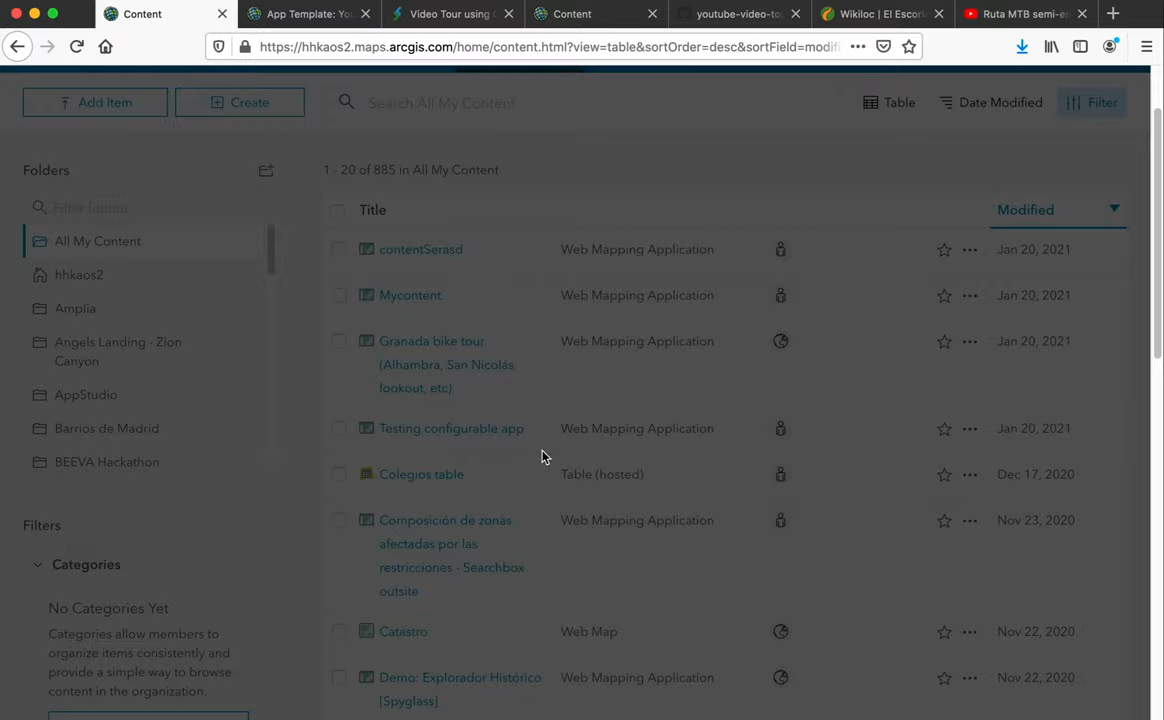 Content
App Template: Yo
Video Tour using
Content
youtube-video-to
Wikiloc | El Escori
Ruta MTB semi-en
https://hhkaos2.maps.arcgis.com/home/content.html?view=table&sortOrder=desc&sortField=modifi
Add Item
Create
Search All My Content
Table
Date Modified
Filter
Folders
1 - 20 of 885 in All My Content
Filter folders
Title
Modified
All My Content
contentSerasd
Web Mapping Application
Jan 20, 2021
hhkaos2
Mycontent
Web Mapping Application
Jan 20, 2021
Amplia
Granada bike tour
(Alhambra, San Nicolás
lookout, etc)
Web Mapping Application
Jan 20, 2021
Angels Landing - Zion
Canyon
AppStudio
Barrios de Madrid
Testing configurable app
Web Mapping Application
Jan 20, 2021
BEEVA Hackathon
Colegios table
Table (hosted)
Dec 17, 2020
Filters
Composición de zonas
afectadas por las
restricciones - Searchbox
outsite
Web Mapping Application
Nov 23, 2020
Categories
No Categories Yet
Categories allow members to
organize items consistently and
provide a simple way to browse
content in the organization.
Catastro
Web Map
Nov 22, 2020
Demo: Explorador Histórico
[Spyglass]
Web Mapping Application
Nov 22, 2020